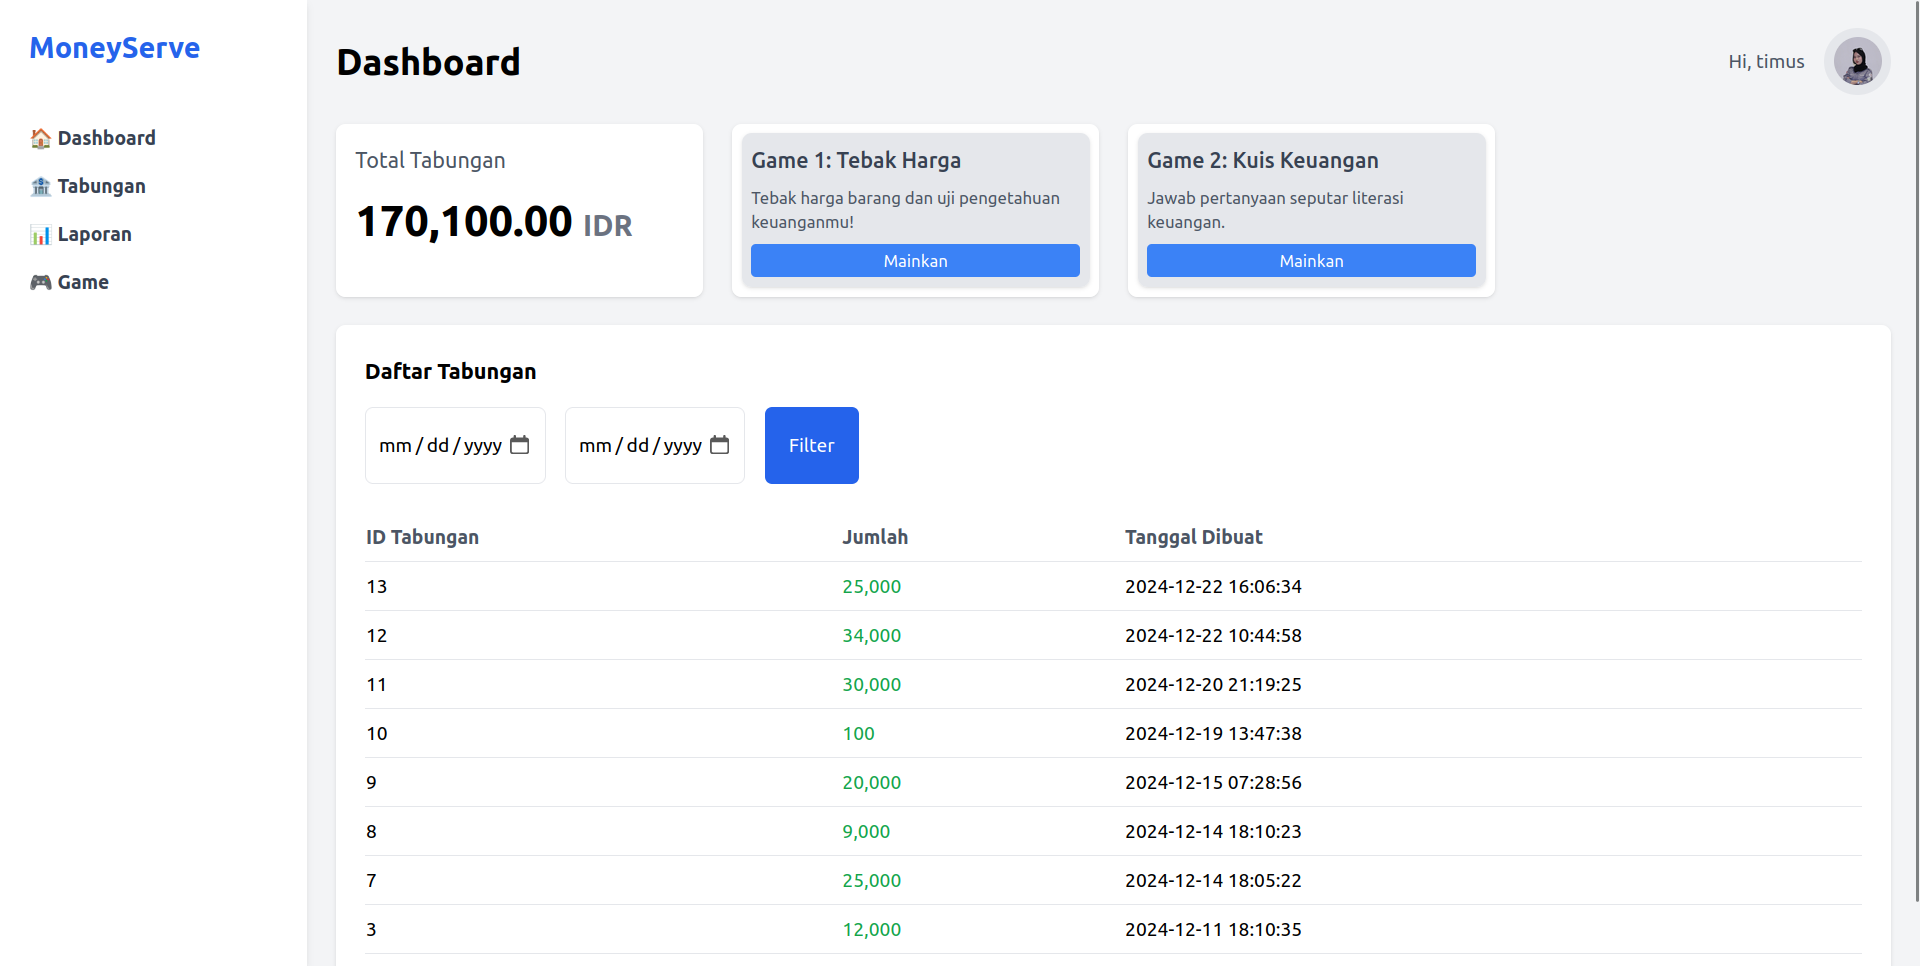 MoneyServe
Dashboard
Tabungan
Laporan
Game
Dashboard
Hi, timus
Total Tabungan
170,100.00 IDR
Game 1: Tebak Harga
Tebak harga barang dan uji pengetahuan
keuanganmu!
Mainkan
Game 2: Kuis Keuangan
Jawab pertanyaan seputar literasi
keuangan.
Mainkan
Daftar Tabungan
mm/dd/yyyy mm/dd/yyyy Filter
ID Tabungan Jumlah Tanggal Dibuat
13 25,000 2024-12-22 16:06:34
12 34,000 2024-12-22 10:44:58
11 30,000 2024-12-20 21:19:25
10 100 2024-12-19 13:47:38
9 20,000 2024-12-15 07:28:56
8 9,000 2024-12-14 18:10:23
7 25,000 2024-12-14 18:05:22
3 12,000 2024-12-11 18:10:35